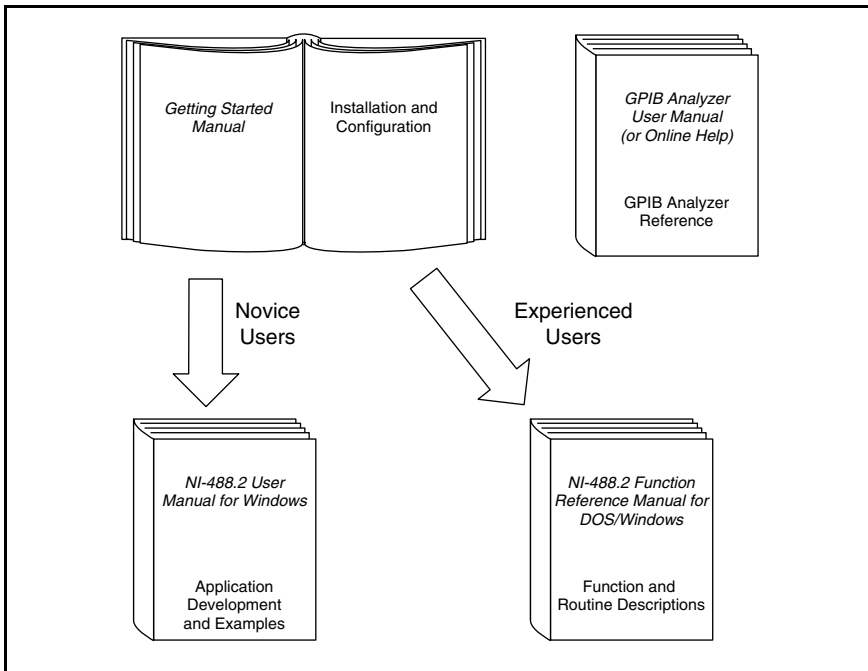 Getting Started
Manual
Installation and
Configuration
GPIB Analyzer
User Manual
(or Online Help)
GPIB Analyzer
Reference
Novice
Users
Experienced
Users
NI-488.2 User
Manual for Windows
Application
Development
and Examples
NI-488.2 Function
Reference Manual for
DOS/Windows
Function and
Routine Descriptions